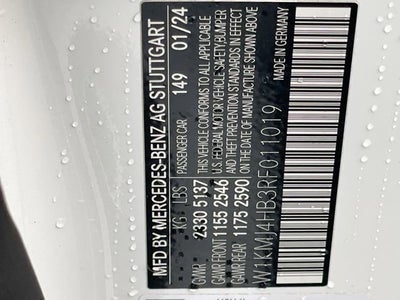 MFD BY MERCEDES-BENZ AG STUTTGART
PASSENGER CAR 149 01/24
THIS VEHICLE CONFORMS TO ALL APPLICABLE
U.S. FEDERAL MOTOR VEHICLE SAFETY, BUMPER
AND THEFT PREVENTION STANDARDS IN EFFECT
ON THE DATE OF MANUFACTURE SHOWN ABOVE
KG / LBS
GVWR 2330 5137
GAWR FRONT 1155 2546
GAWR REAR 1175 2590
MADE IN GERMANY
W1KMJ4HB3RF011019